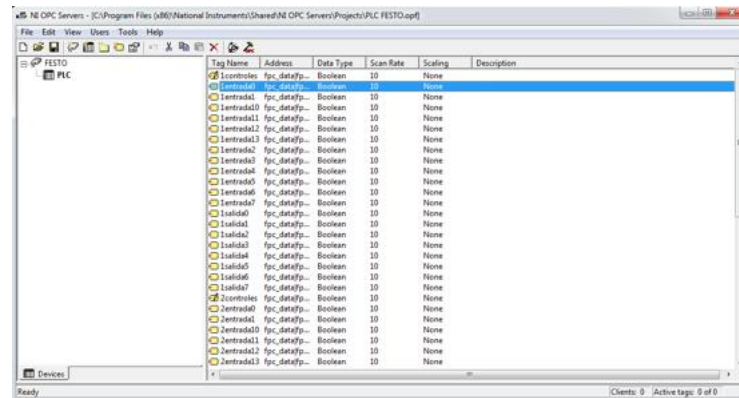 NI OPC Servers - [C:\Program Files (x86)\National Instruments\Shared\NI OPC Servers\Projects\PLC FESTO.opf]
File Edit View Users Tools Help
FESTO
PLC
Tag Name Address Data Type Scan Rate Scaling Description
1controles fpc_data|fp... Boolean 10 None
1entrada0 fpc_data|fp... Boolean 10 None
1entrada1 fpc_data|fp... Boolean 10 None
1entrada10 fpc_data|fp... Boolean 10 None
1entrada11 fpc_data|fp... Boolean 10 None
1entrada12 fpc_data|fp... Boolean 10 None
1entrada13 fpc_data|fp... Boolean 10 None
1entrada2 fpc_data|fp... Boolean 10 None
1entrada3 fpc_data|fp... Boolean 10 None
1entrada4 fpc_data|fp... Boolean 10 None
1entrada5 fpc_data|fp... Boolean 10 None
1entrada6 fpc_data|fp... Boolean 10 None
1entrada7 fpc_data|fp... Boolean 10 None
1salida0 fpc_data|fp... Boolean 10 None
1salida1 fpc_data|fp... Boolean 10 None
1salida2 fpc_data|fp... Boolean 10 None
1salida3 fpc_data|fp... Boolean 10 None
1salida4 fpc_data|fp... Boolean 10 None
1salida5 fpc_data|fp... Boolean 10 None
1salida6 fpc_data|fp... Boolean 10 None
1salida7 fpc_data|fp... Boolean 10 None
2controles fpc_data|fp... Boolean 10 None
2entrada0 fpc_data|fp... Boolean 10 None
2entrada1 fpc_data|fp... Boolean 10 None
2entrada10 fpc_data|fp... Boolean 10 None
2entrada11 fpc_data|fp... Boolean 10 None
2entrada12 fpc_data|fp... Boolean 10 None
2entrada13 fpc_data|fp... Boolean 10 None
Devices
Ready Clients: 0 Active tags: 0 of 0